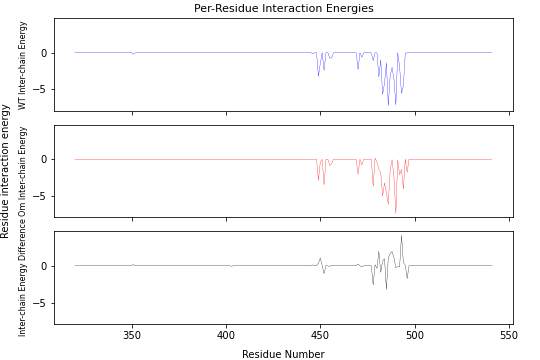 Per-Residue Interaction Energies
Residue interaction energy
WT Inter-chain Energy
0
−5
Om Inter-chain Energy
0
−5
Inter-chain Energy Difference
0
−5
350
400
450
500
550
Residue Number